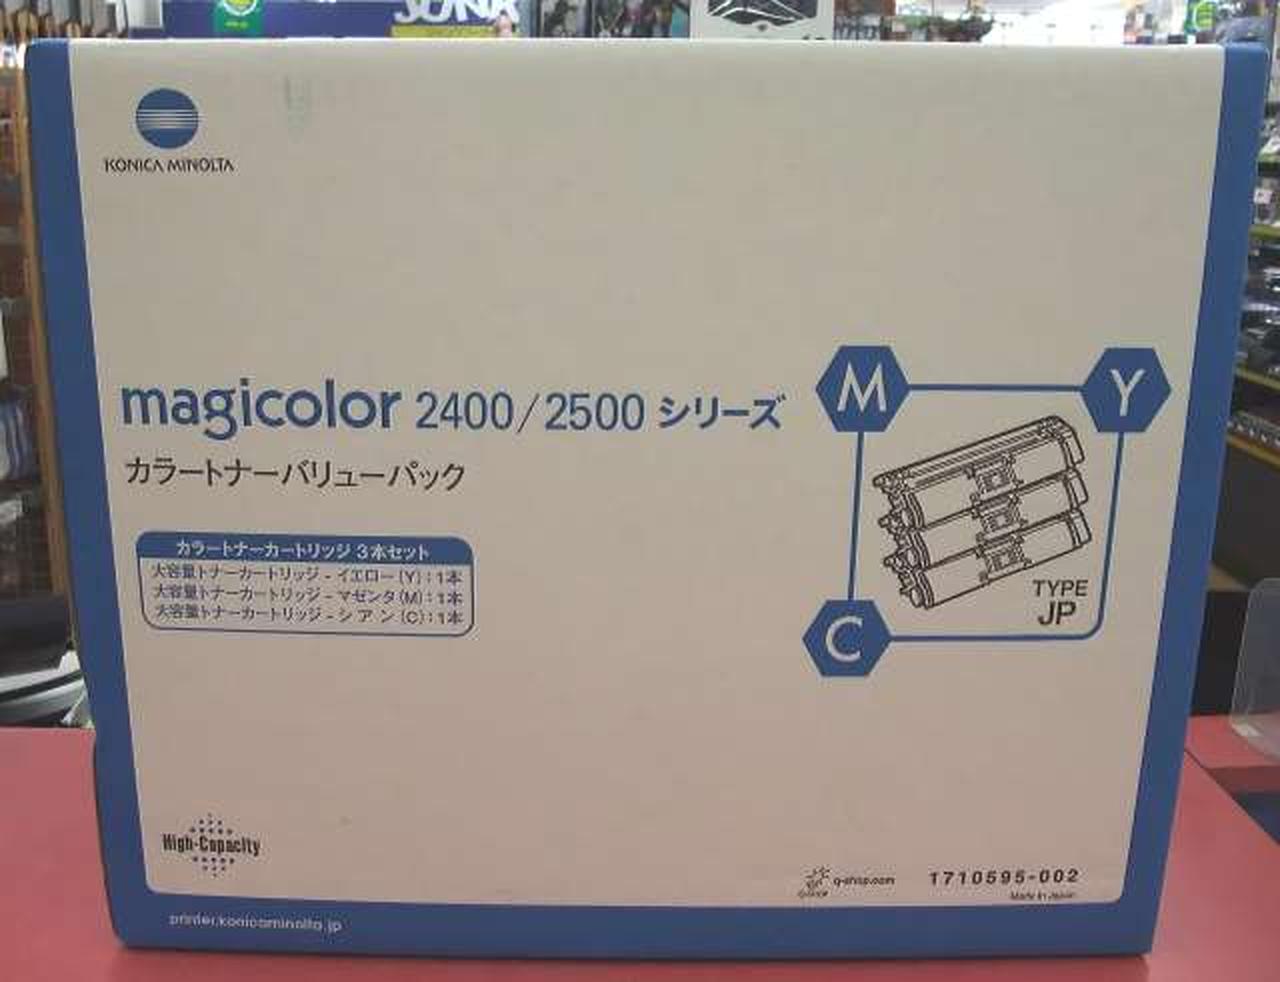 JUNK
KONICA MINOLTA
magicolor 2400/2500 シリーズ
カラートナーバリューパック
カラートナーカートリッジ 3本セット
大容量トナーカートリッジ - イエロー(Y):1本
大容量トナーカートリッジ - マゼンタ(M):1本
大容量トナーカートリッジ - シアン(C):1本
M
Y
C
TYPE
JP
High-Capacity
q-shop.com
Q-SHOP
1710595-002
Made in Japan
printer.konicaminolta.jp